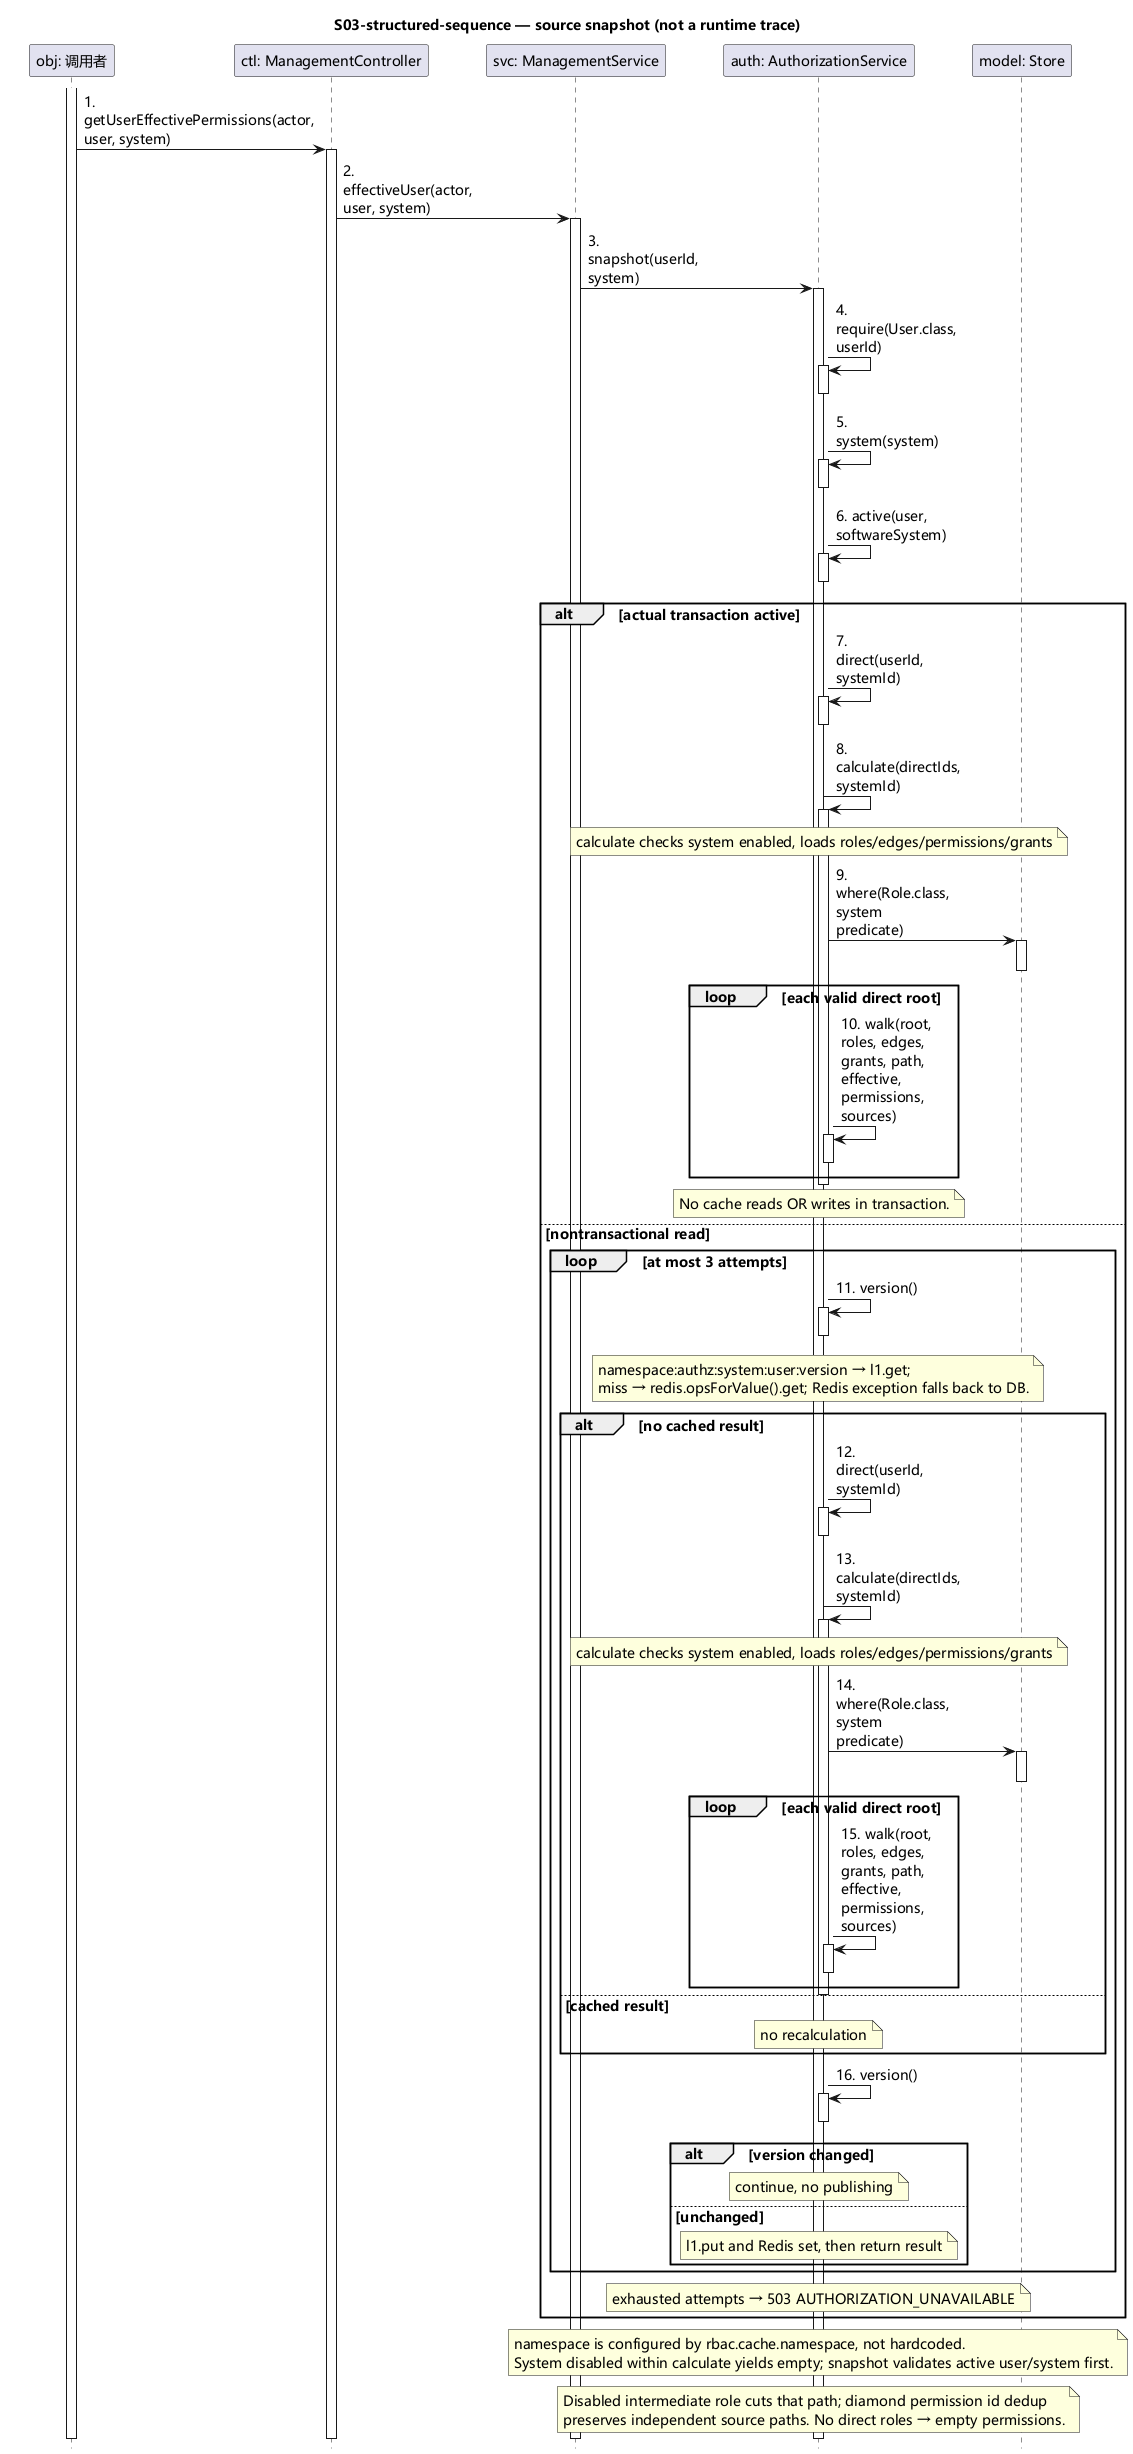 S03-structured-sequence — source snapshot (not a runtime trace)
obj: 调用者
ctl: ManagementController
svc: ManagementService
auth: AuthorizationService
model: Store
1.
getUserEffectivePermissions(actor,
user, system)
2.
effectiveUser(actor,
user, system)
3.
snapshot(userId,
system)
4.
require(User.class,
userId)
5.
system(system)
6. active(user,
softwareSystem)
alt [actual transaction active]
7.
direct(userId,
systemId)
8.
calculate(directIds,
systemId)
calculate checks system enabled, loads roles/edges/permissions/grants
9.
where(Role.class,
system
predicate)
loop [each valid direct root]
10. walk(root,
roles, edges,
grants, path,
effective,
permissions,
sources)
No cache reads OR writes in transaction.
[nontransactional read]
loop [at most 3 attempts]
11. version()
namespace:authz:system:user:version → l1.get;
miss → redis.opsForValue().get; Redis exception falls back to DB.
alt [no cached result]
12.
direct(userId,
systemId)
13.
calculate(directIds,
systemId)
calculate checks system enabled, loads roles/edges/permissions/grants
14.
where(Role.class,
system
predicate)
loop [each valid direct root]
15. walk(root,
roles, edges,
grants, path,
effective,
permissions,
sources)
[cached result]
no recalculation
16. version()
alt [version changed]
continue, no publishing
[unchanged]
l1.put and Redis set, then return result
exhausted attempts → 503 AUTHORIZATION_UNAVAILABLE
namespace is configured by rbac.cache.namespace, not hardcoded.
System disabled within calculate yields empty; snapshot validates active user/system first.
Disabled intermediate role cuts that path; diamond permission id dedup
preserves independent source paths. No direct roles → empty permissions.